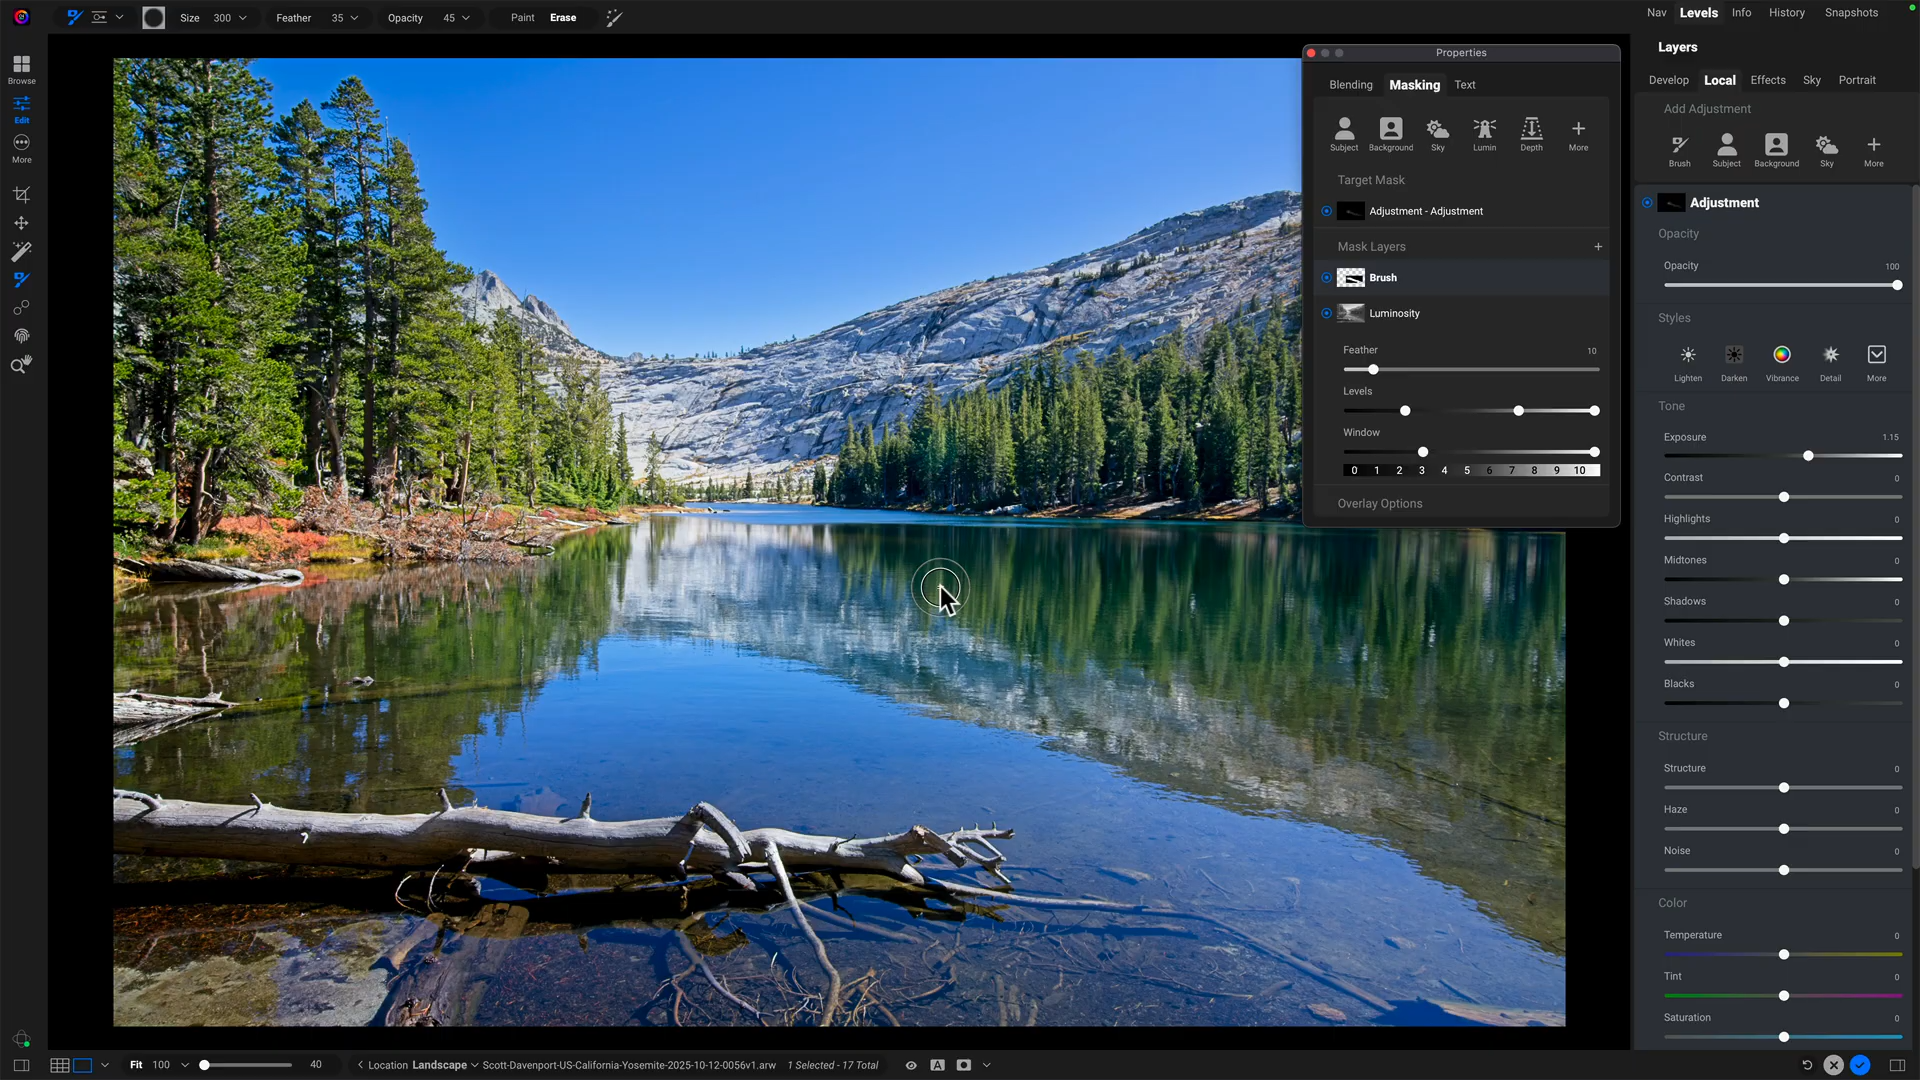 Size 300 Feather 35 Opacity 45 Paint Erase
Nav Levels Info History Snapshots
Browse
Edit
More
Properties
Blending Masking Text
Subject Background Sky Lumin Depth More
Target Mask
Adjustment - Adjustment
Mask Layers
Brush
Luminosity
Feather 10
Levels
Window
0 1 2 3 4 5 6 7 8 9 10
Overlay Options
Layers
Develop Local Effects Sky Portrait
Add Adjustment
Brush Subject Background Sky More
Adjustment
Opacity
Opacity 100
Styles
Lighten Darken Vibrance Detail More
Tone
Exposure 1.15
Contrast 0
Highlights 0
Midtones 0
Shadows 0
Whites 0
Blacks 0
Structure
Structure 0
Haze 0
Noise 0
Color
Temperature 0
Tint 0
Saturation 0
Fit 100 40 Location Landscape Scott-Davenport-US-California-Yosemite-2025-10-12-0056v1.arw 1 Selected - 17 Total A